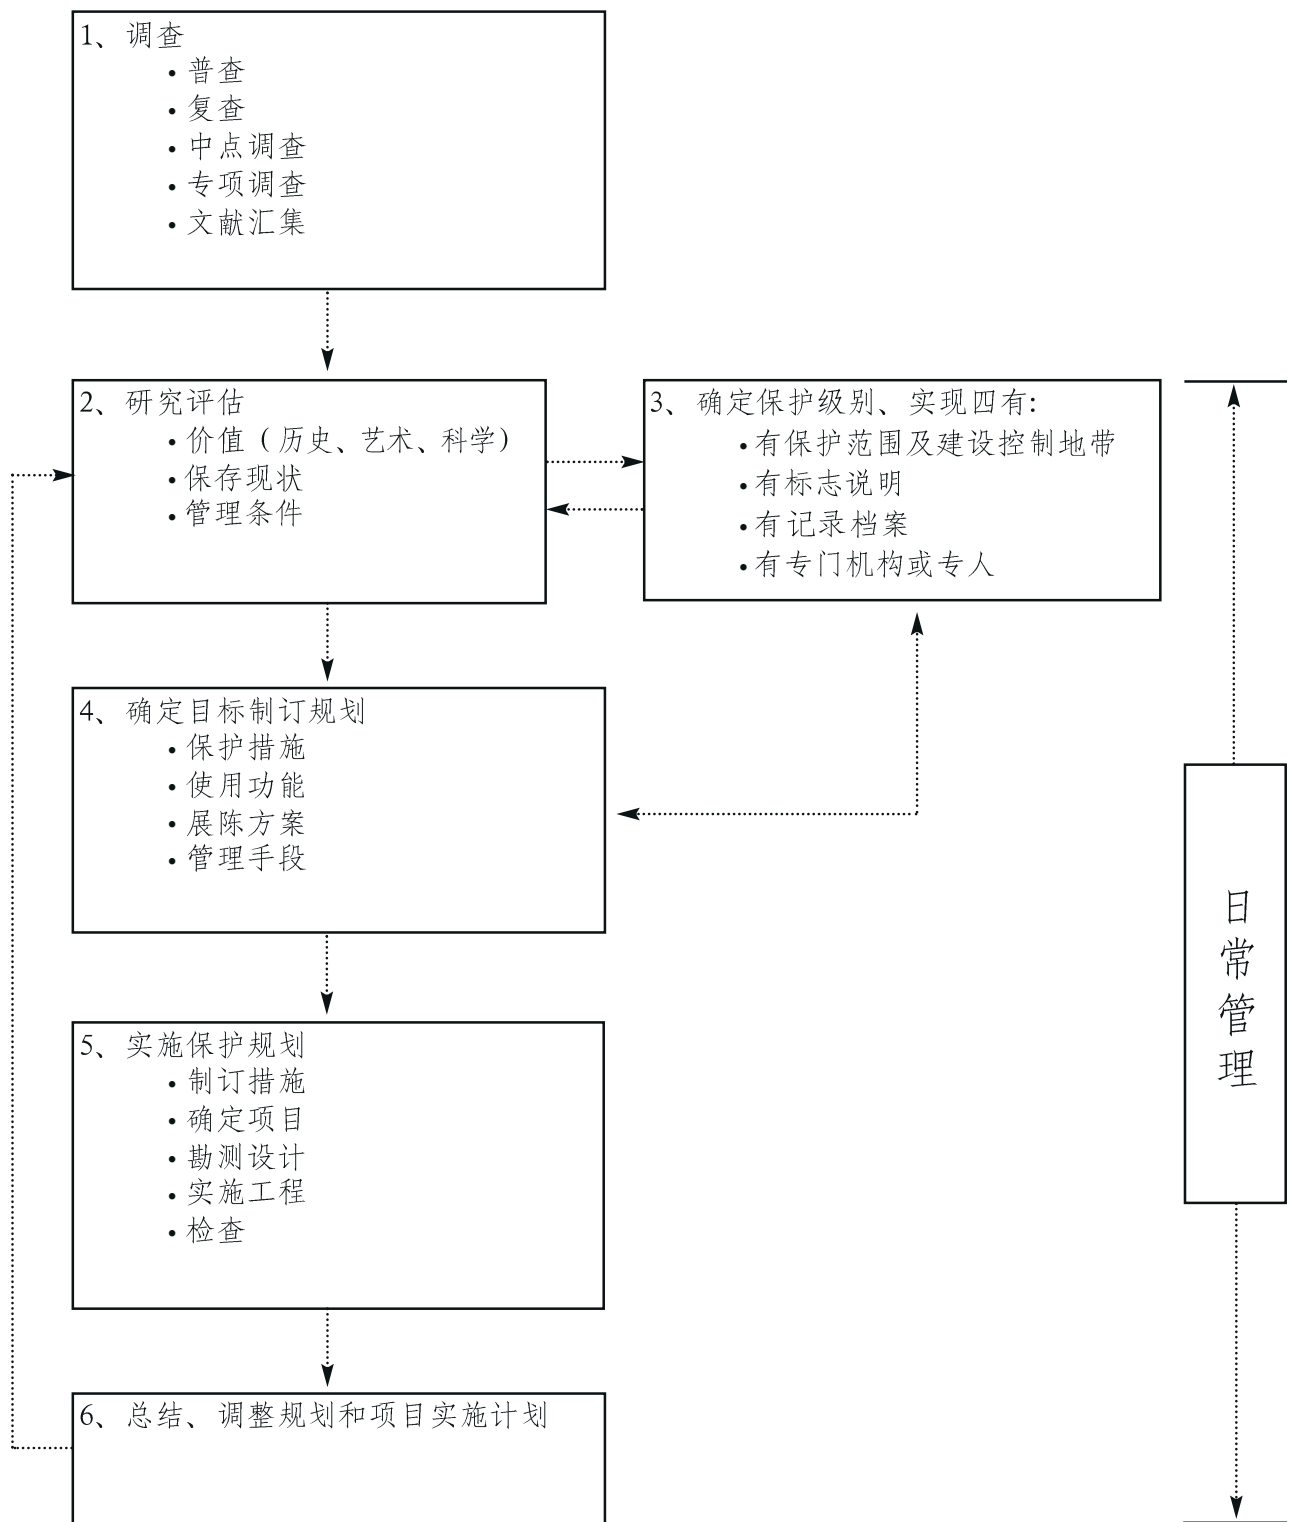 1、调查
•普查
•复查
•中点调查
•专项调查
•文献汇集
2、研究评估
•价值（历史、艺术、科学）
•保存现状
•管理条件
3、确定保护级别、实现四有:
•有保护范围及建设控制地带
•有标志说明
•有记录档案
•有专门机构或专人
4、确定目标制订规划
•保护措施
•使用功能
•展陈方案
•管理手段
5、实施保护规划
•制订措施
•确定项目
•勘测设计
•实施工程
•检查
6、总结、调整规划和项目实施计划
日常管理